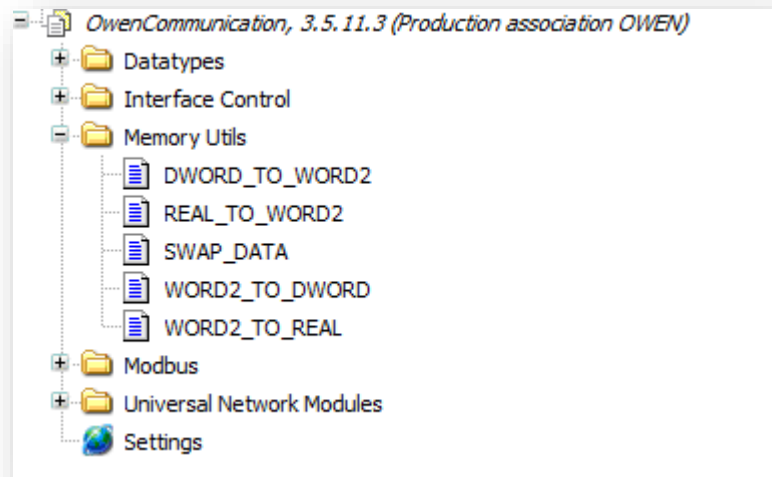 OwenCommunication, 3.5.11.3 (Production association OWEN)
Datatypes
Interface Control
Memory Utils
DWORD_TO_WORD2
REAL_TO_WORD2
SWAP_DATA
WORD2_TO_DWORD
WORD2_TO_REAL
Modbus
Universal Network Modules
Settings